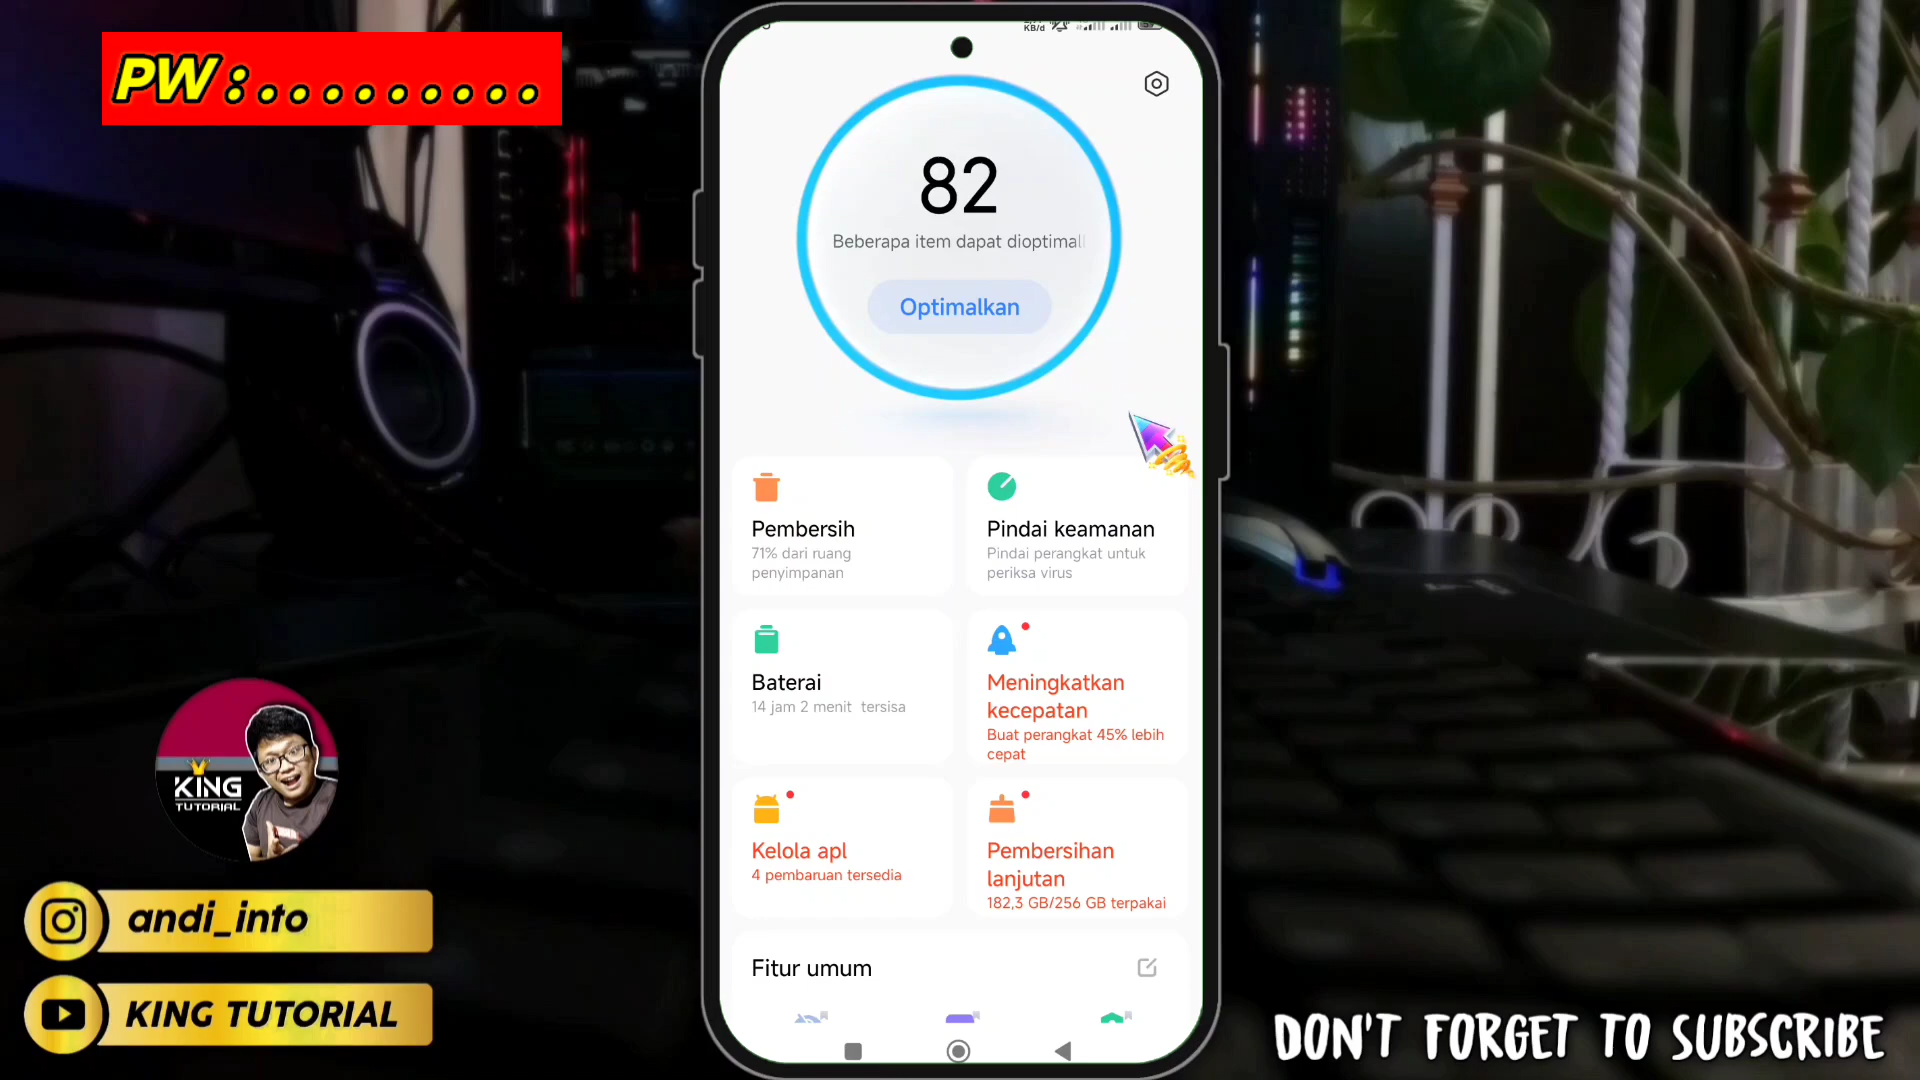 PW:.........
KB/d
82
Beberapa item dapat dioptimal
Optimalkan
Pembersih
71% dari ruang
penyimpanan
Pindai keamanan
Pindai perangkat untuk
periksa virus
Baterai
14 jam 2 menit tersisa
Meningkatkan
kecepatan
Buat perangkat 45% lebih
cepat
Kelola apl
4 pembaruan tersedia
Pembersihan
lanjutan
182,3 GB/256 GB terpakai
Fitur umum
KING
TUTORIAL
andi_info
KING TUTORIAL
DON'T FORGET TO SUBSCRIBE